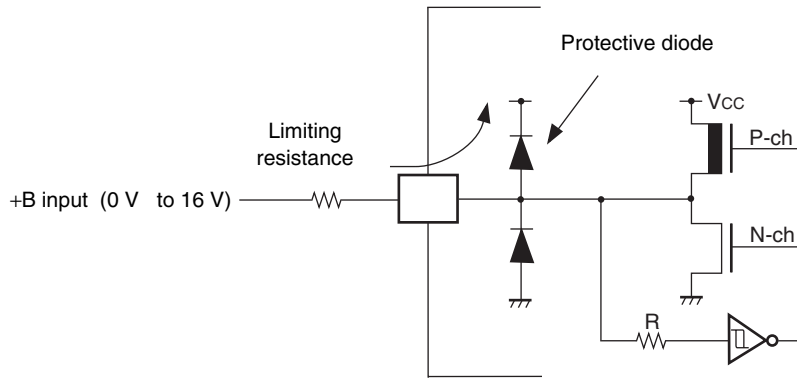 Protective diode
VCC
Limiting
resistance
P-ch
+B input (0 V to 16 V)
N-ch
R